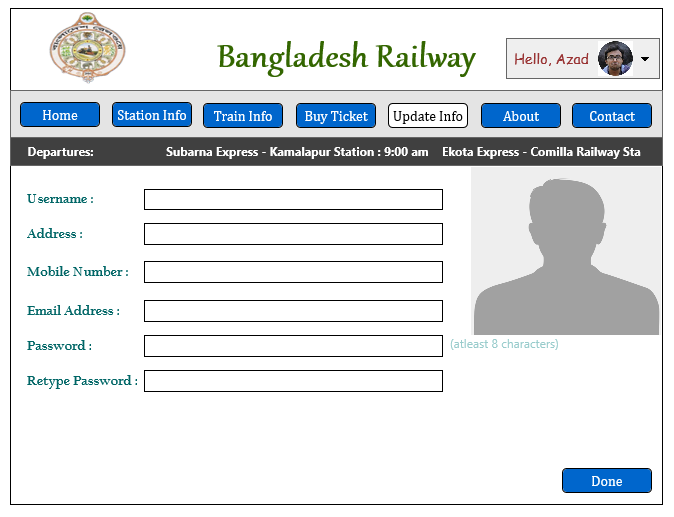 Bangladesh Railway
Hello, Azad
Home Station Info Train Info Buy Ticket Update Info About Contact
Departures: Subarna Express - Kamalapur Station : 9:00 am Ekota Express - Comilla Railway Sta
Username :
Address :
Mobile Number :
Email Address :
Password : (atleast 8 characters)
Retype Password :
Done